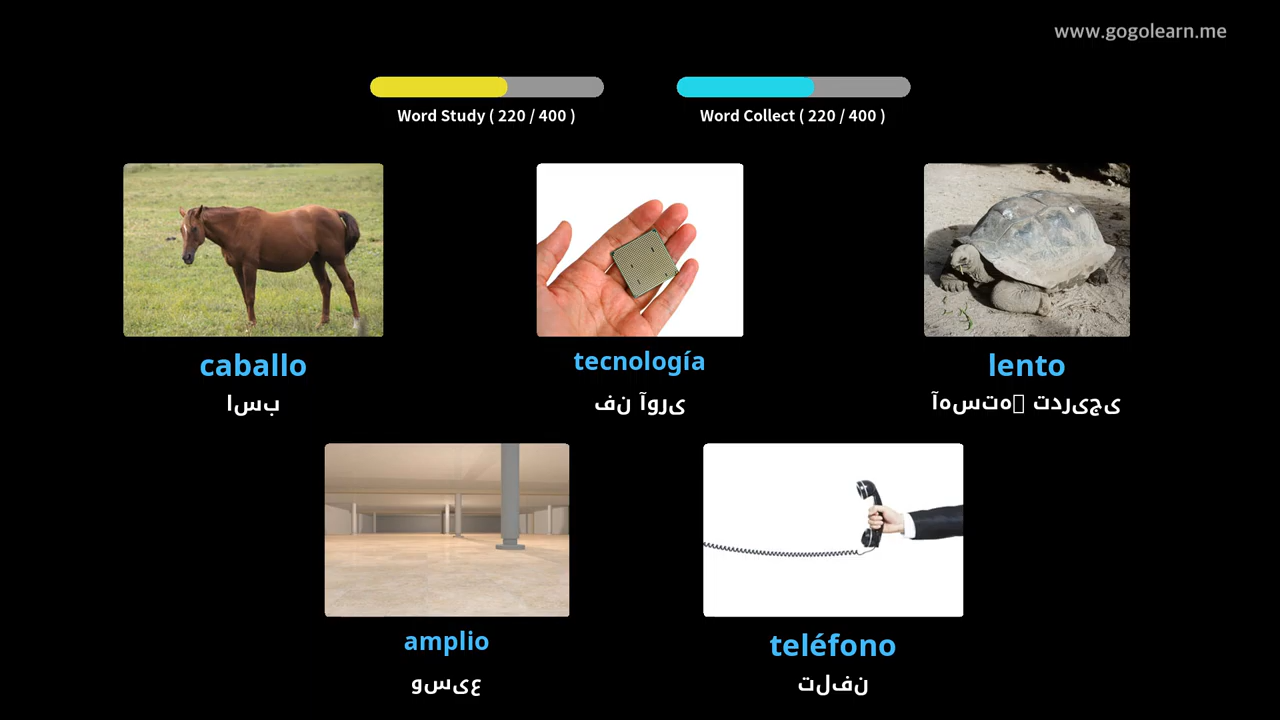 www.gogolearn.me
Word Study ( 220 / 400 )
Word Collect ( 220 / 400 )
caballo
اسب
tecnología
فن آوری
lento
آهسته تدریجی
amplio
وسیع
teléfono
تلفن